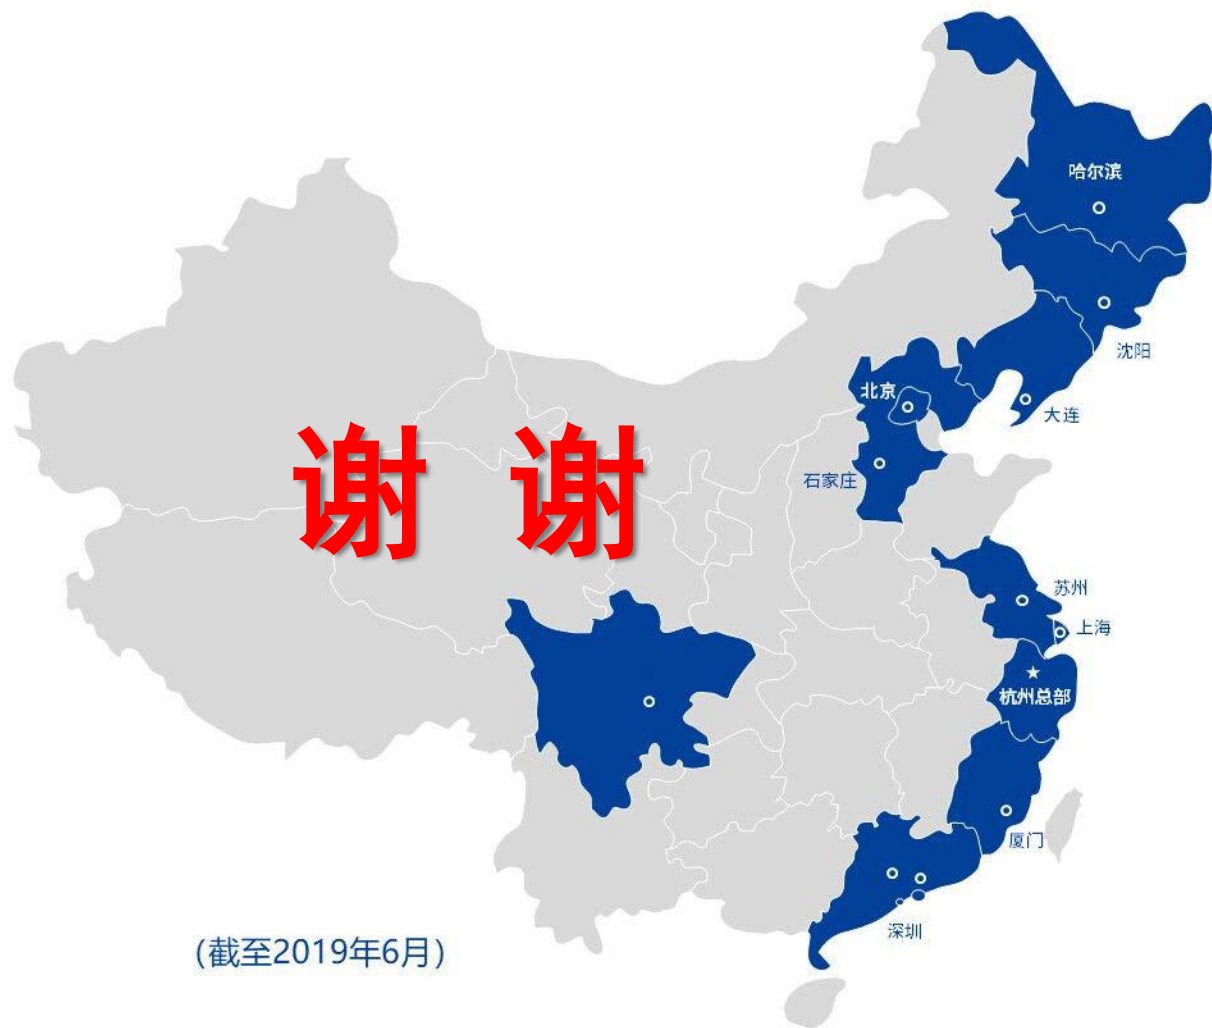 哈尔滨
沈阳
北京
大连
谢 谢
石家庄
苏州
上海
杭州总部
厦门
深圳
(截至2019年6月)